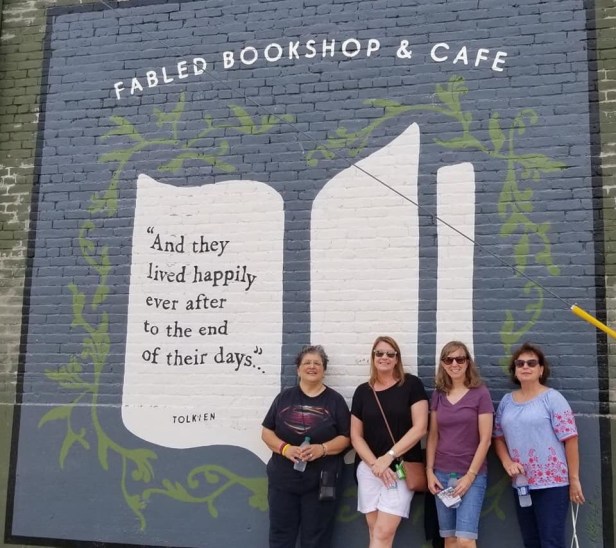 FABLED BOOKSHOP & CAFE
"And they
lived happily
ever after
to the end
of their days"...
TOLKIEN